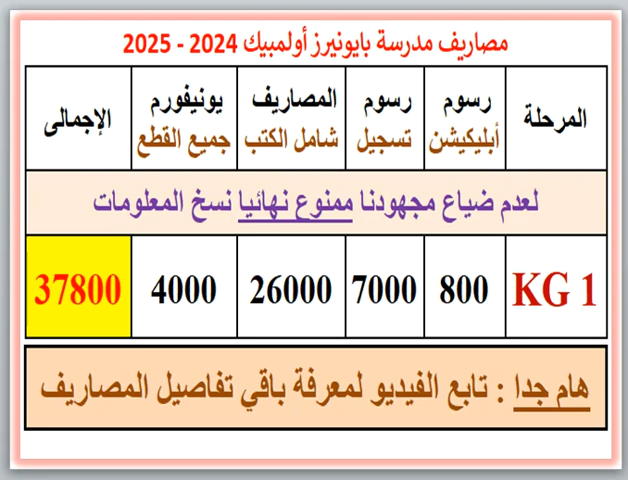 مصاريف مدرسة بايونيرز أولمبيك 2024 - 2025
المرحلة رسوم أبليكيشن رسوم تسجيل المصاريف شامل الكتب يونيفورم جميع القطع الإجمالى
لعدم ضياع مجهودنا ممنوع نهائيا نسخ المعلومات
KG 1 800 7000 26000 4000 37800
هام جدا : تابع الفيديو لمعرفة باقي تفاصيل المصاريف